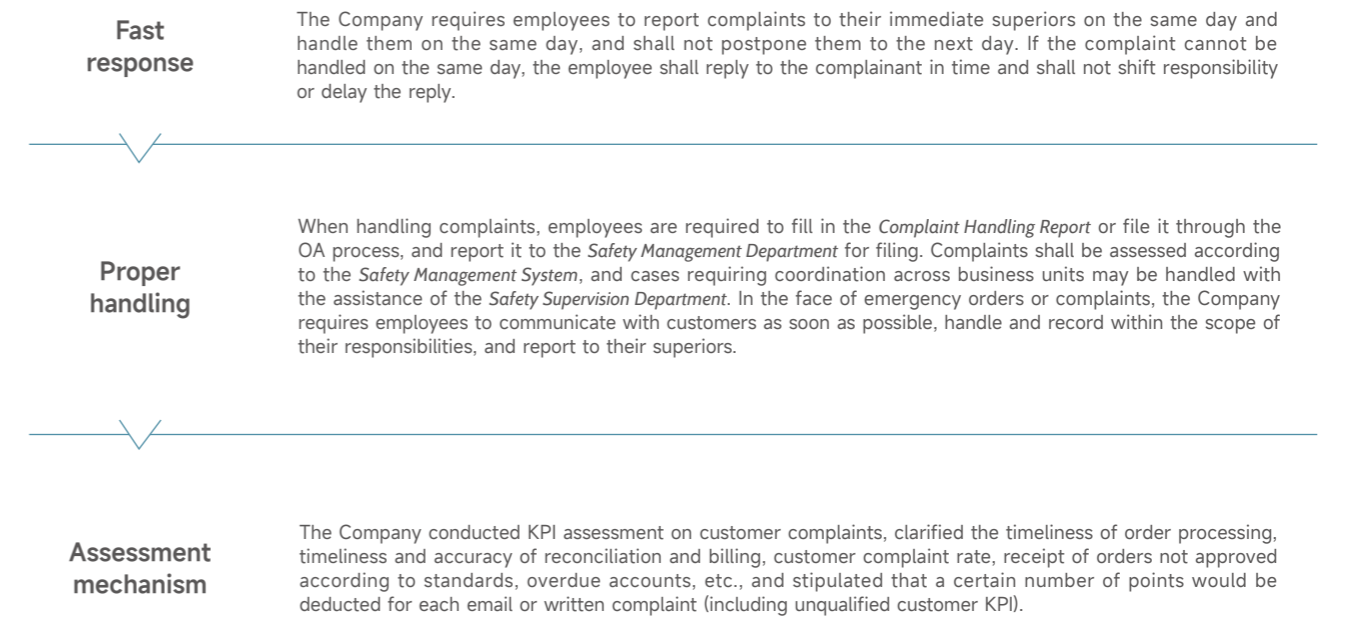 Fast
response
The Company requires employees to report complaints to their immediate superiors on the same day and
handle them on the same day, and shall not postpone them to the next day. If the complaint cannot be
handled on the same day, the employee shall reply to the complainant in time and shall not shift responsibility
or delay the reply.
Proper
handling
When handling complaints, employees are required to fill in the Complaint Handling Report or file it through the
OA process, and report it to the Safety Management Department for filing. Complaints shall be assessed according
to the Safety Management System, and cases requiring coordination across business units may be handled with
the assistance of the Safety Supervision Department. In the face of emergency orders or complaints, the Company
requires employees to communicate with customers as soon as possible, handle and record within the scope of
their responsibilities, and report to their superiors.
Assessment
mechanism
The Company conducted KPI assessment on customer complaints, clarified the timeliness of order processing,
timeliness and accuracy of reconciliation and billing, customer complaint rate, receipt of orders not approved
according to standards, overdue accounts, etc., and stipulated that a certain number of points would be
deducted for each email or written complaint (including unqualified customer KPI).